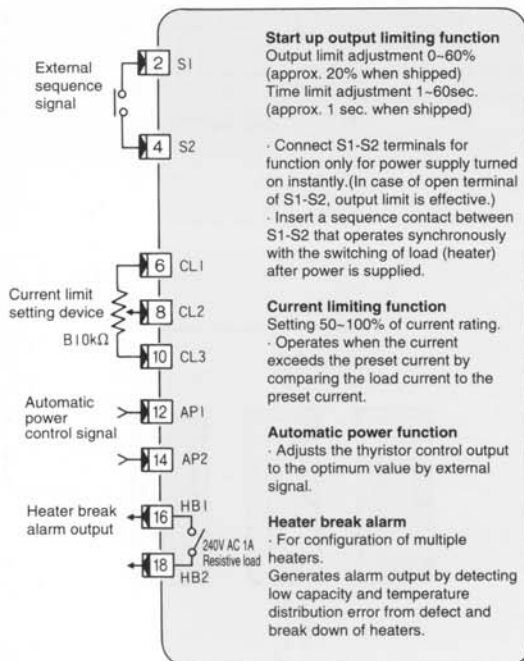 External
sequence
signal
2 S1
4 S2
6 CL1
Current limit
setting device
B10kΩ
8 CL2
10 CL3
Automatic
power
control signal
12 AP1
14 AP2
Heater break
alarm output
HB1
16
240V AC 1A
Resistive load
18
HB2
Start up output limiting function
Output limit adjustment 0~60%
(approx. 20% when shipped)
Time limit adjustment 1~60sec.
(approx. 1 sec. when shipped)
· Connect S1-S2 terminals for
function only for power supply turned
on instantly.(In case of open terminal
of S1-S2, output limit is effective.)
· Insert a sequence contact between
S1-S2 that operates synchronously
with the switching of load (heater)
after power is supplied.
Current limiting function
Setting 50~100% of current rating.
· Operates when the current
exceeds the preset current by
comparing the load current to the
preset current.
Automatic power function
· Adjusts the thyristor control output
to the optimum value by external
signal.
Heater break alarm
· For configuration of multiple
heaters.
Generates alarm output by detecting
low capacity and temperature
distribution error from defect and
break down of heaters.